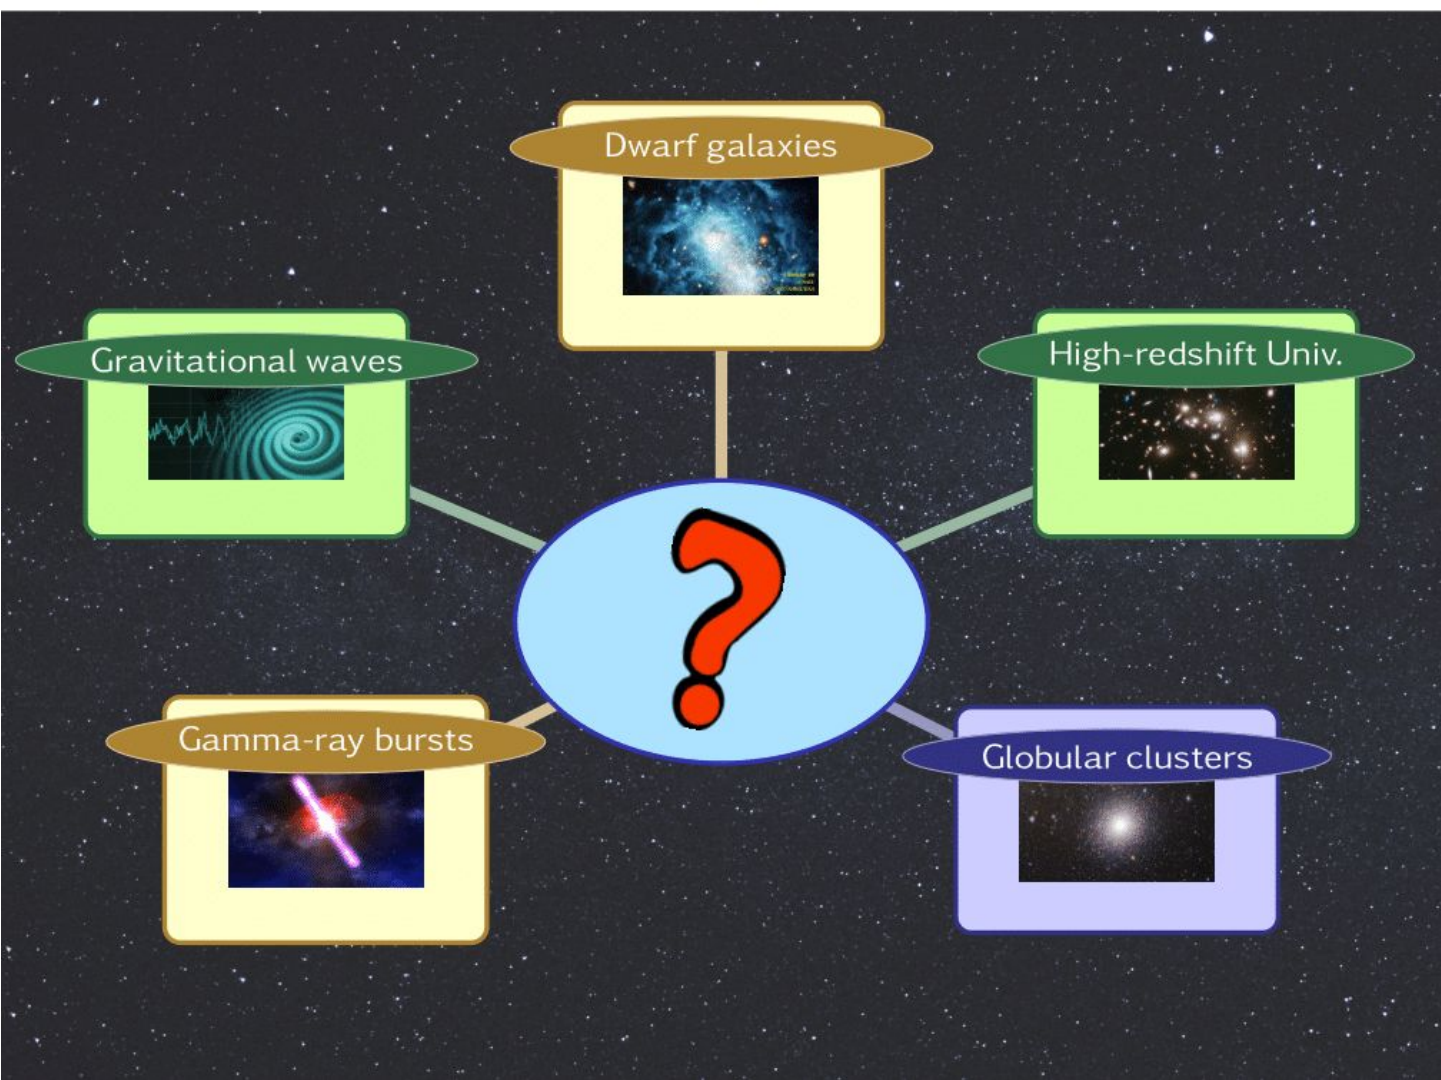 Dwarf galaxies
Gravitational waves
High-redshift Univ.
?
Gamma-ray bursts
Globular clusters